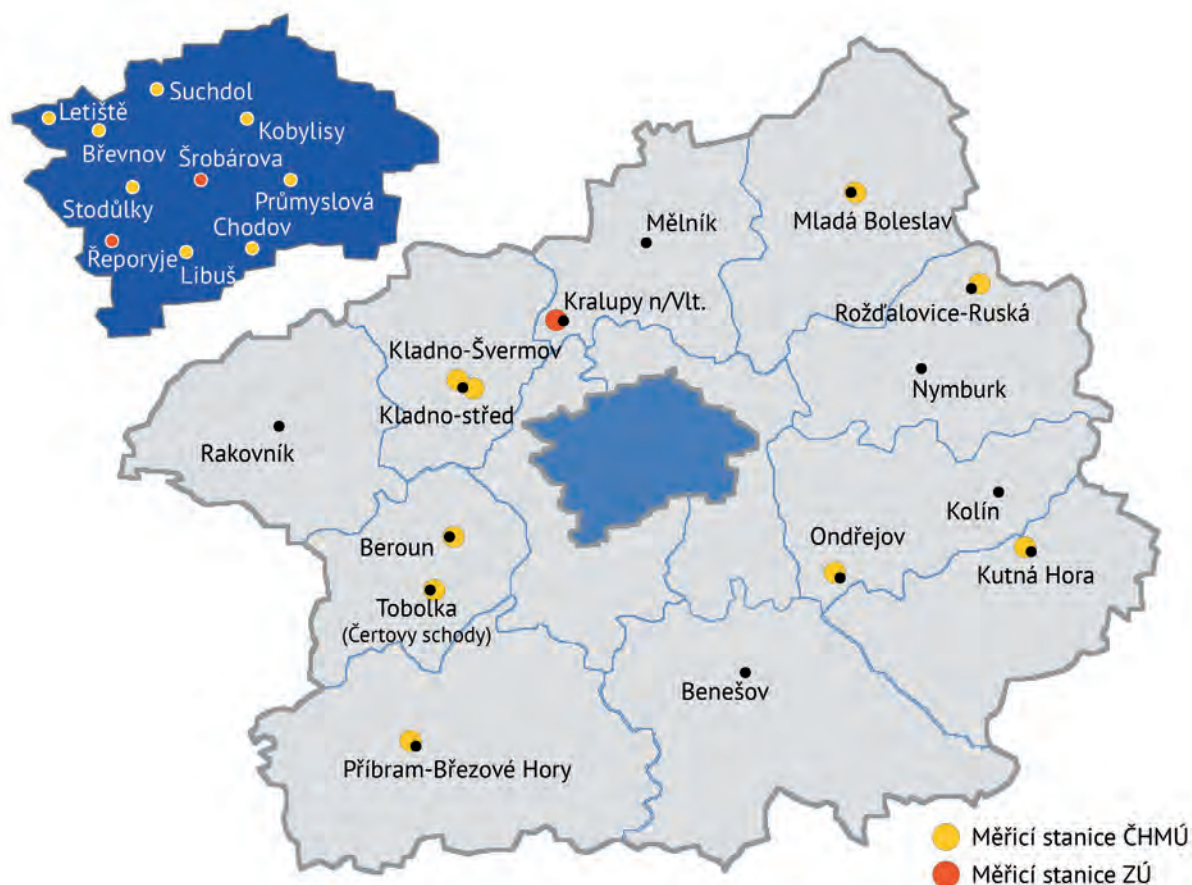 Suchdol
Letiště
Kobylisy
Břevnov
Šrobárova
Stodůlky
Průmyslová
Chodov
Řeporyje
Libuš
Mělník
Mladá Boleslav
Kralupy n/Vlt.
Rožďalovice-Ruská
Kladno-Švermov
Nymburk
Kladno-střed
Rakovník
Kolín
Ondřejov
Beroun
Kutná Hora
Tobolka
(Čertovy schody)
Benešov
Příbram-Březové Hory
Měřicí stanice ČHMÚ
Měřicí stanice ZÚ